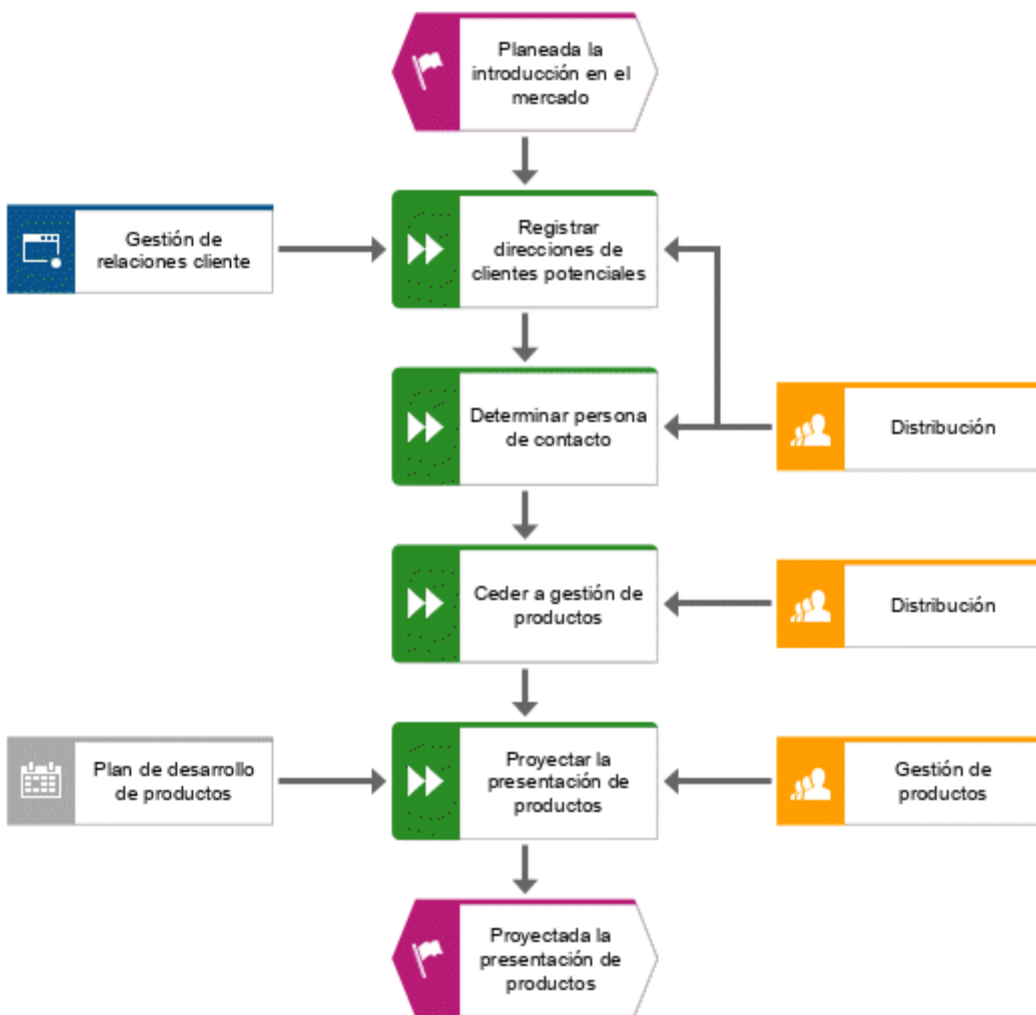 Planeada la
introducción en el
mercado
Gestión de
relaciones cliente
Registrar
direcciones de
clientes potenciales
Determinar persona
de contacto
Distribución
Ceder a gestión de
productos
Distribución
Plan de desarrollo
de productos
Proyectar la
presentación de
productos
Gestión de
productos
Proyectada la
presentación de
productos